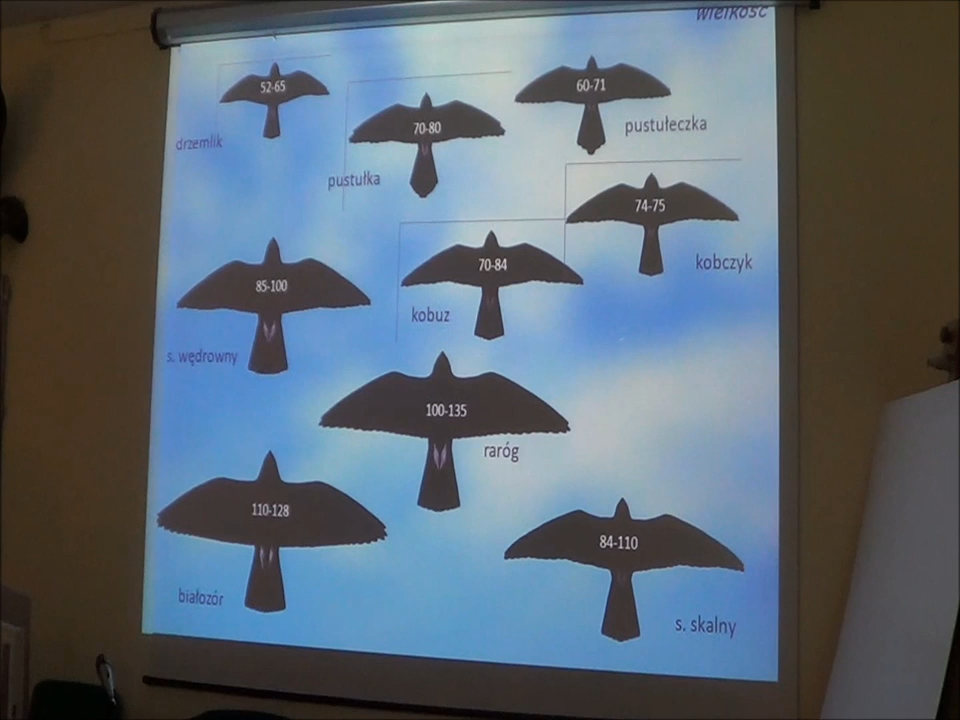 wielkość
52-65
drzemlik
70-80
pustułka
60-71
pustułeczka
74-75
kobczyk
85-100
s. wędrowny
70-84
kobuz
100-135
raróg
110-128
białozór
84-110
s. skalny